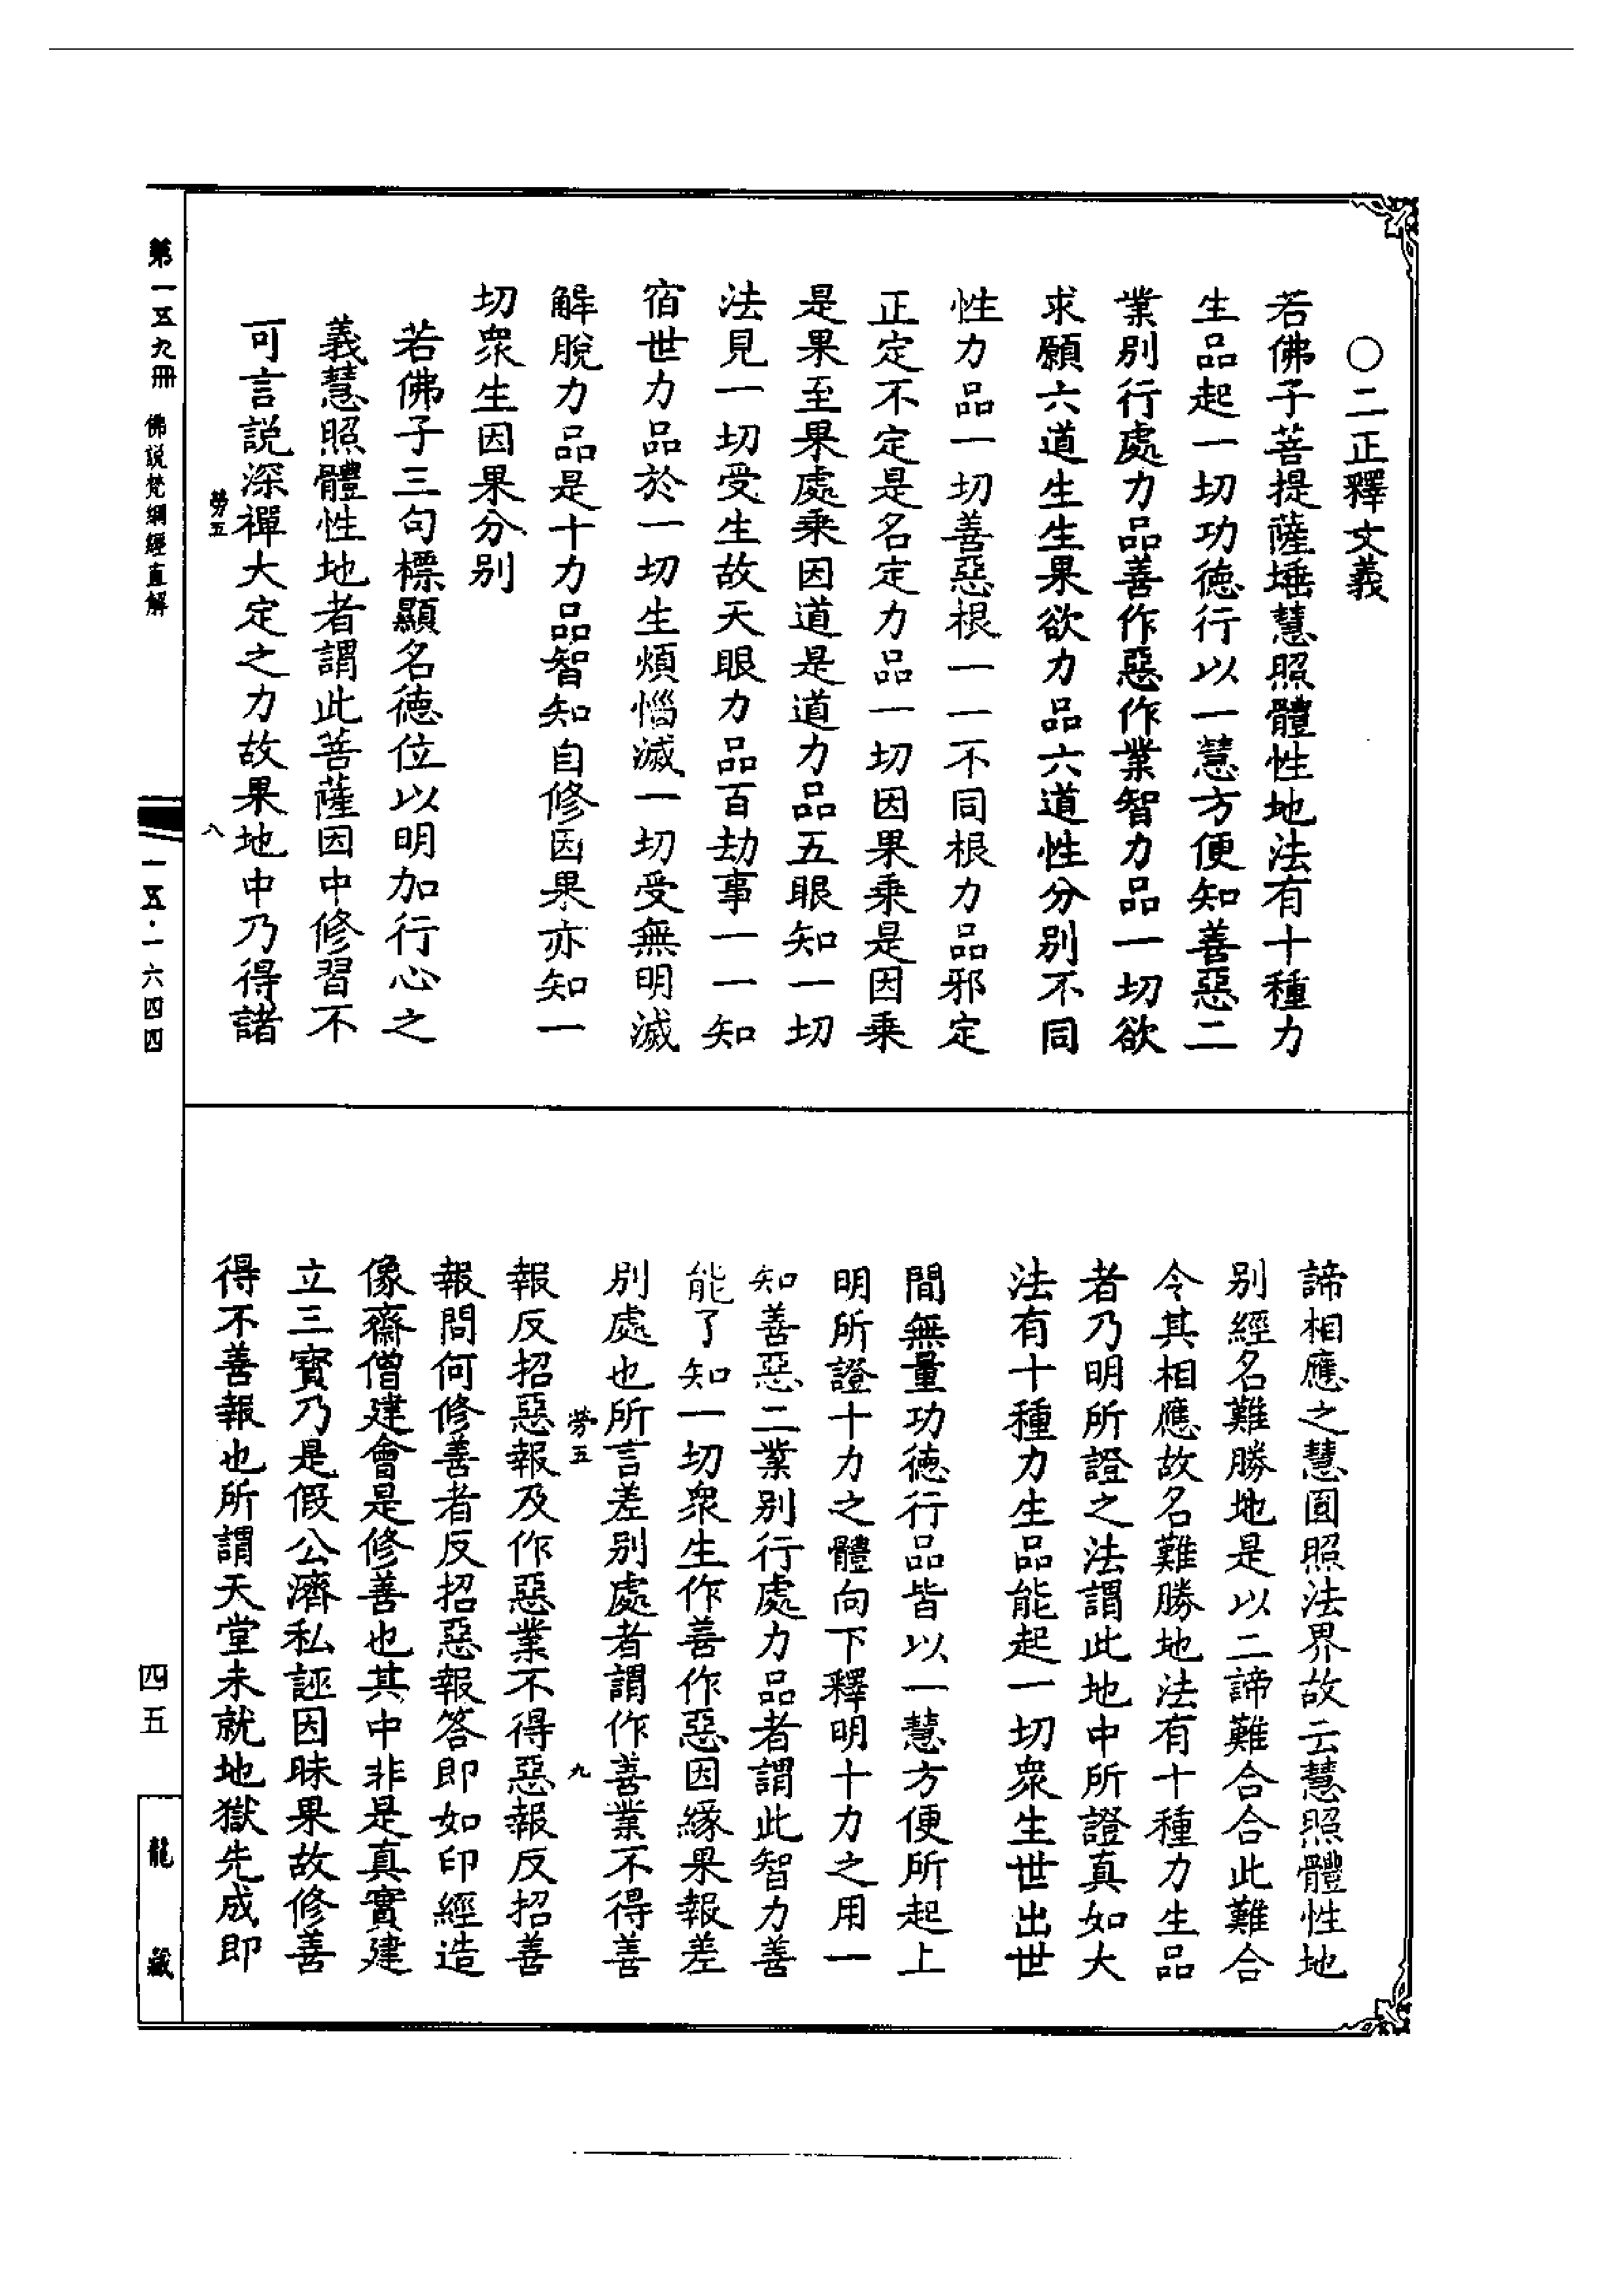 ○二正釋文義
若佛子菩提薩埵慧照體性地法有十種力
生品起一切功德行以一慧方便知善惡二
業別行處力品善作惡作業智力品一切欲
求願六道生生果欲力品六道性分別不同
性力品一切善惡根一一不同根力品邪定
正定不定是名定力品一切因果乘是因乘
是果至果處乘因道是道力品五眼知一切
法見一切受生故天眼力品百劫事一一知
宿世力品於一切生煩惱滅一切受無明滅
解脫力品是十力品智知自修因果亦知一
切衆生因果分別
若佛子三句標顯名德位以明加行心之
義慧照體性地者謂此菩薩因中修習不
可言説深禪大定之力故果地中乃得諸
勞五
八
諦相應之慧圓照法界故云慧照體性地
別經名難勝地是以二諦難合合此難合
令其相應故名難勝地法有十種力生品
者乃明所證之法謂此地中所證真如大
法有十種力生品能起一切衆生世出世
間無量功德行品皆以一慧方便所起上
明所證十力之體向下釋明十力之用一
知善惡二業別行處力品者謂此智力善
能了知一切衆生作善作惡因緣果報差
別處也所言差別處者謂作善業不得善
勞五
九
報反招惡報及作惡業不得惡報反招善
報問何修善者反招惡報答即如印經造
像齋僧建會是修善也其中非是真實建
立三寶乃是假公濟私誣因昧果故修善
得不善報也所謂天堂未就地獄先成即
第一五九冊
佛説梵網經直解
一五·一六四四
四五
龍藏